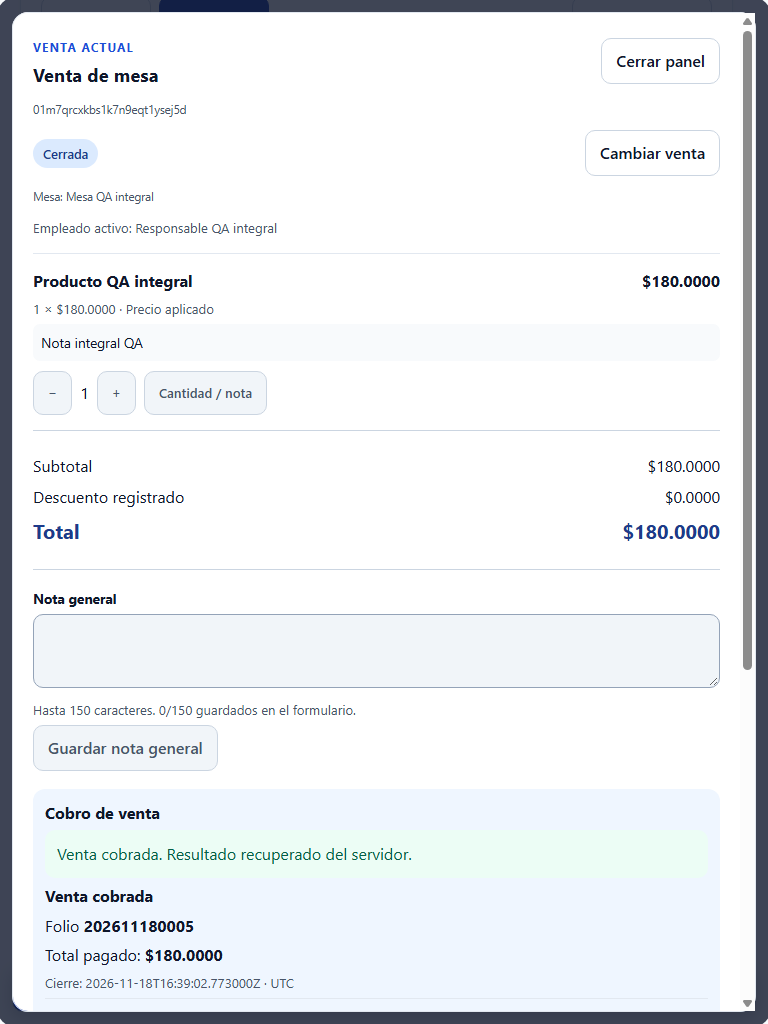 VENTA ACTUAL
Venta de mesa
Cerrar panel
01m7qrcxkbs1k7n9eqt1ysej5d
Cerrada
Cambiar venta
Mesa: Mesa QA integral
Empleado activo: Responsable QA integral
Producto QA integral $180.0000
1 × $180.0000 · Precio aplicado
Nota integral QA
− 1 + Cantidad / nota
Subtotal $180.0000
Descuento registrado $0.0000
Total $180.0000
Nota general
Hasta 150 caracteres. 0/150 guardados en el formulario.
Guardar nota general
Cobro de venta
Venta cobrada. Resultado recuperado del servidor.
Venta cobrada
Folio 202611180005
Total pagado: $180.0000
Cierre: 2026-11-18T16:39:02.773000Z · UTC